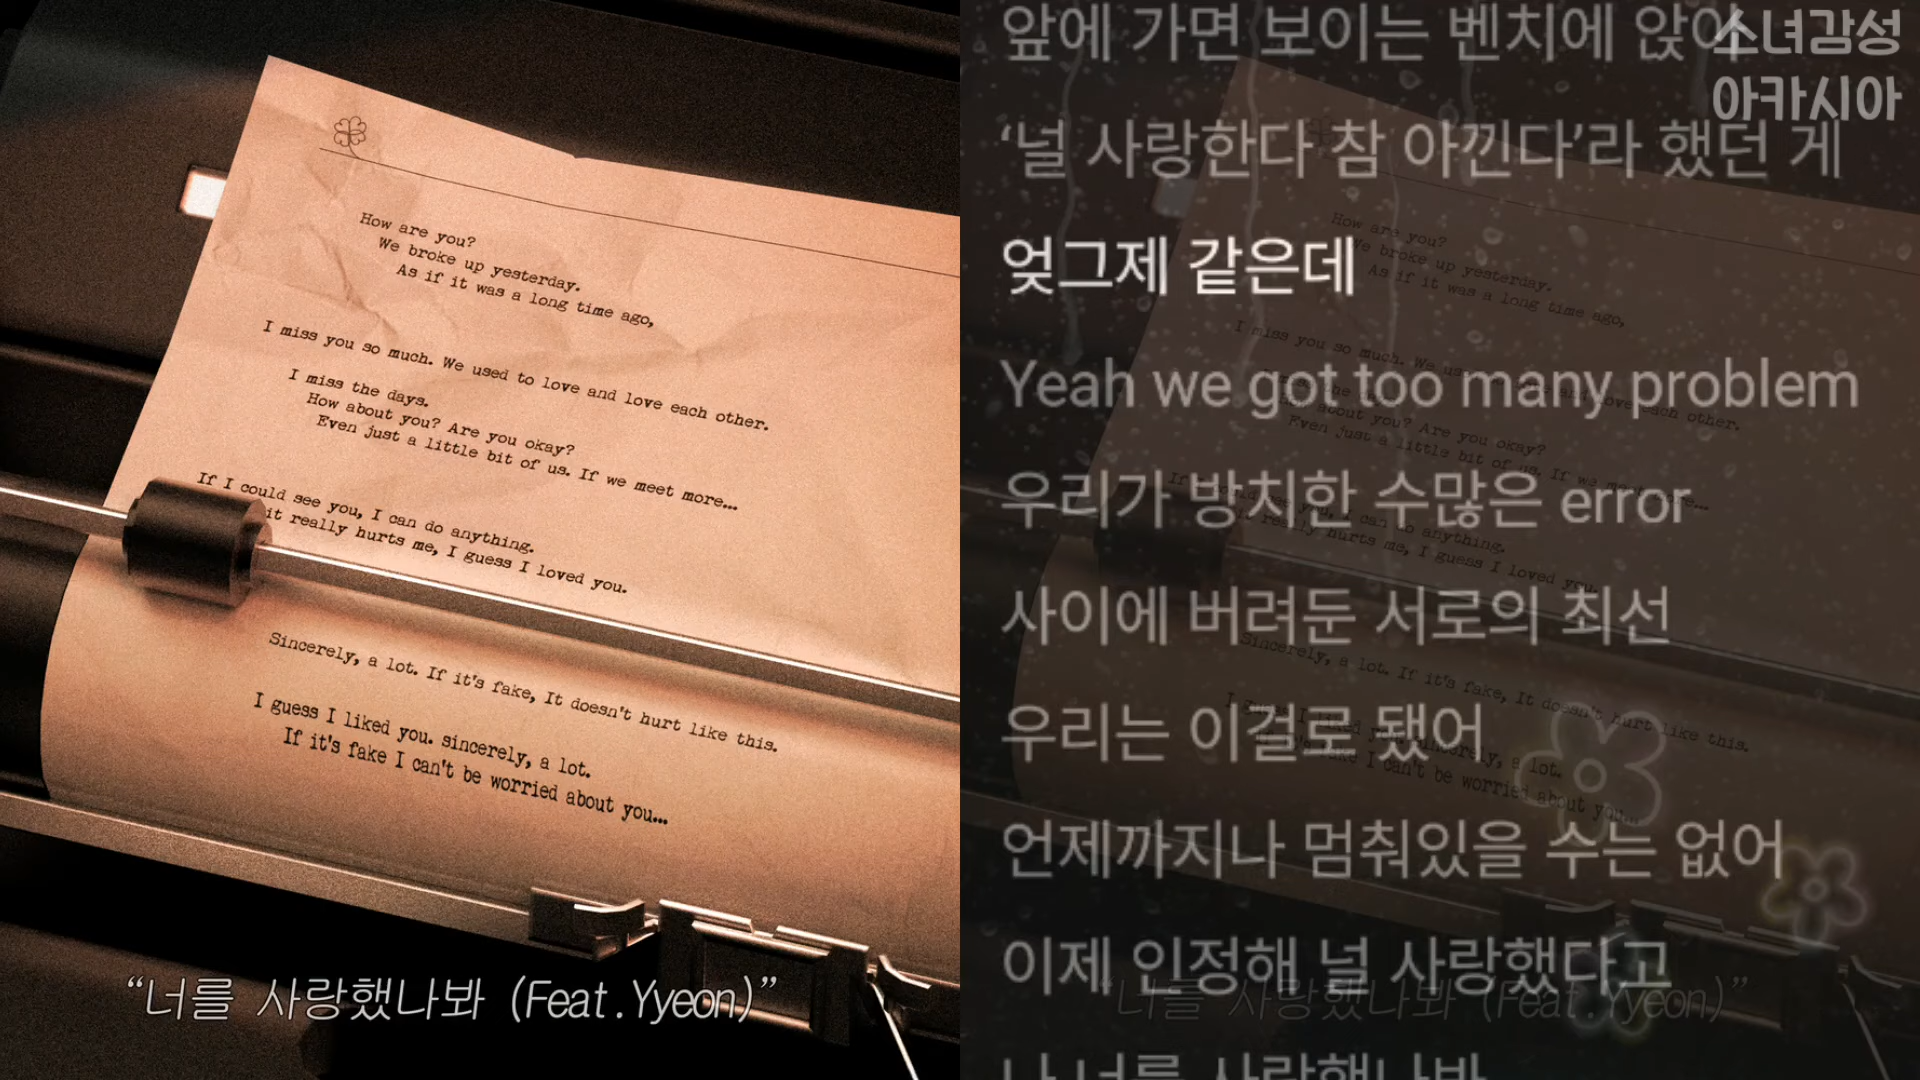 How are you?
We broke up yesterday.
As if it was a long time ago,
I miss you so much. We used to love and love each other.
I miss the days.
How about you? Are you okay?
Even just a little bit of us. If we meet more...
If I could see you, I can do anything.
it really hurts me, I guess I loved you.
Sincerely, a lot. If it's fake, It doesn't hurt like this.
I guess I liked you. sincerely, a lot.
If it's fake I can't be worried about you...
“너를 사랑했나봐 (Feat.Yyeon)”
소녀감성
아카시아
앞에 가면 보이는 벤치에 앉아
‘널 사랑한다 참 아낀다’라 했던 게
엊그제 같은데
Yeah we got too many problem
우리가 방치한 수많은 error
사이에 버려둔 서로의 최선
우리는 이걸로 됐어
언제까지나 멈춰있을 수는 없어
이제 인정해 널 사랑했다고
나 너를 사랑했나봐